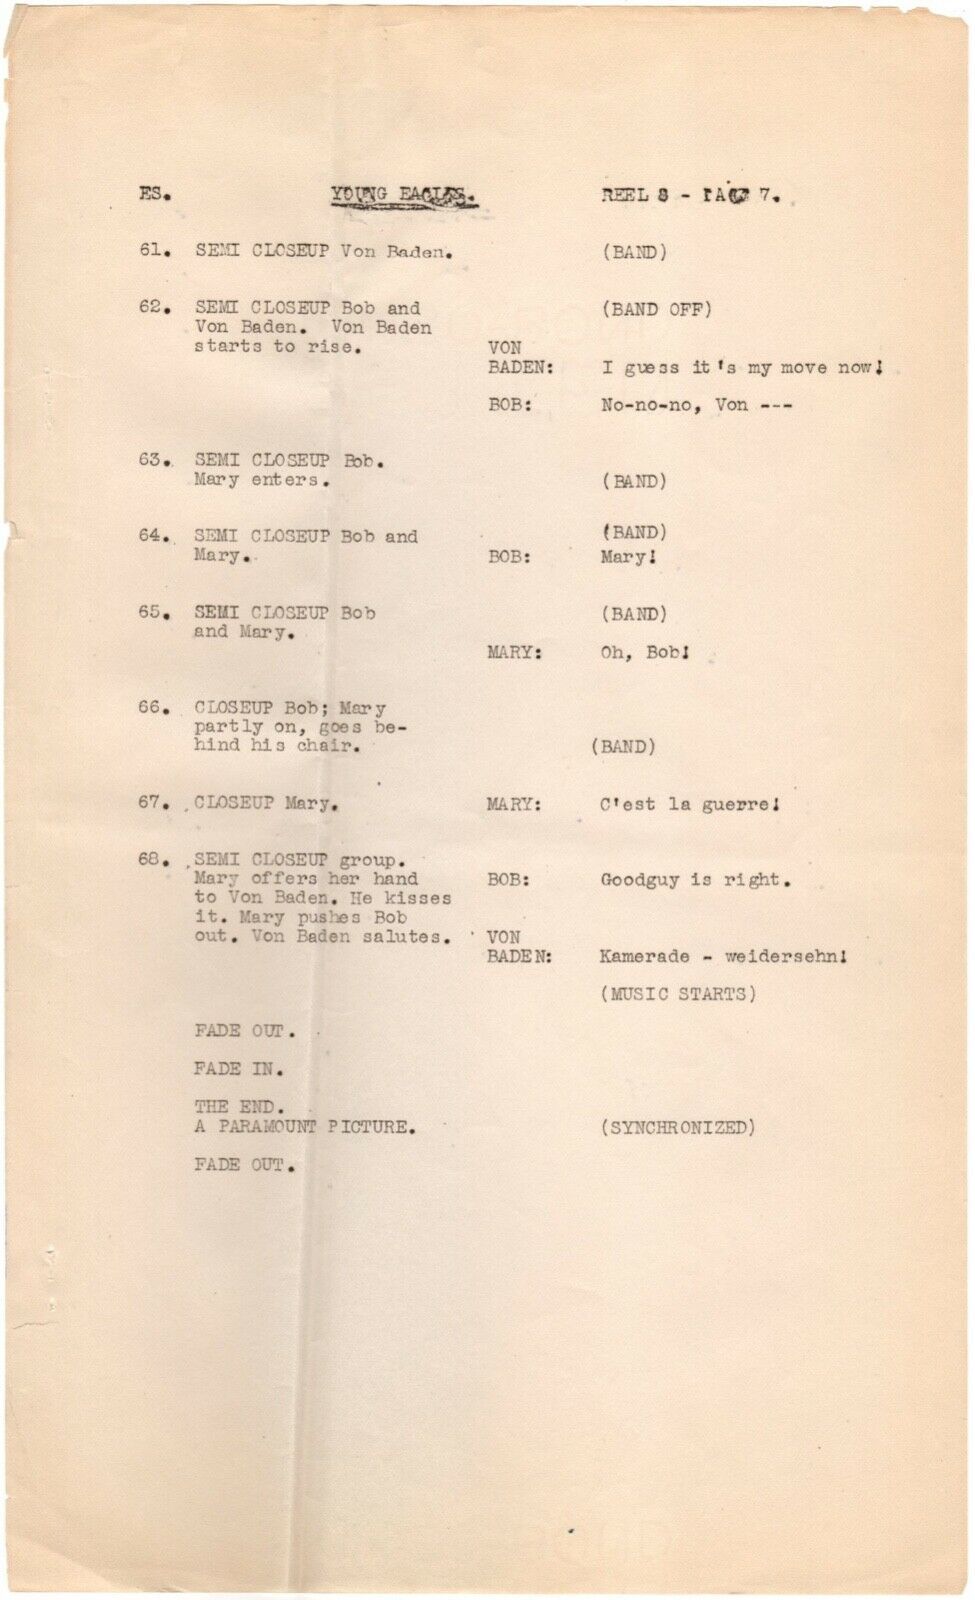 ES. YOUNG EAGLES. REEL 8 - PAGE 7.
61. SEMI CLOSEUP Von Baden. (BAND)
62. SEMI CLOSEUP Bob and (BAND OFF)
Von Baden. Von Baden
starts to rise. VON
BADEN: I guess it's my move now!
BOB: No-no-no, Von ---
63. SEMI CLOSEUP Bob.
Mary enters. (BAND)
64. SEMI CLOSEUP Bob and (BAND)
Mary. BOB: Mary!
65. SEMI CLOSEUP Bob (BAND)
and Mary.
MARY: Oh, Bob!
66. CLOSEUP Bob; Mary
partly on, goes be-
hind his chair. (BAND)
67. CLOSEUP Mary. MARY: C'est la guerre!
68. SEMI CLOSEUP group.
Mary offers her hand BOB: Goodguy is right.
to Von Baden. He kisses
it. Mary pushes Bob
out. Von Baden salutes. VON
BADEN: Kamerade - weidersehn!
(MUSIC STARTS)
FADE OUT.
FADE IN.
THE END.
A PARAMOUNT PICTURE. (SYNCHRONIZED)
FADE OUT.